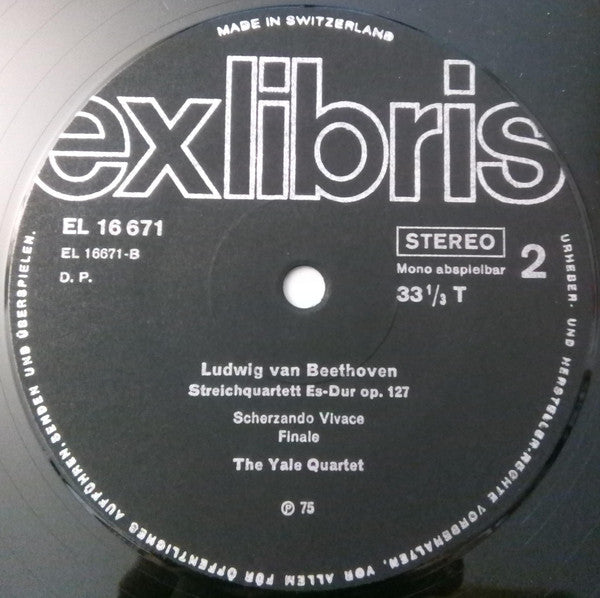 MADE IN SWITZERLAND
exlibris
EL 16 671
EL 16671-B
D. P.
STEREO
Mono abspielbar
2
33 1/3 T
Ludwig van Beethoven
Streichquartett Es-Dur op. 127
Scherzando Vivace
Finale
The Yale Quartet
℗ 75
URHEBER- UND HERSTELLER-RECHTE VORBEHALTEN, VOR ALLEM FÜR ÖFFENTLICHES AUFFÜHREN, SENDEN UND ÜBERSPIELEN.